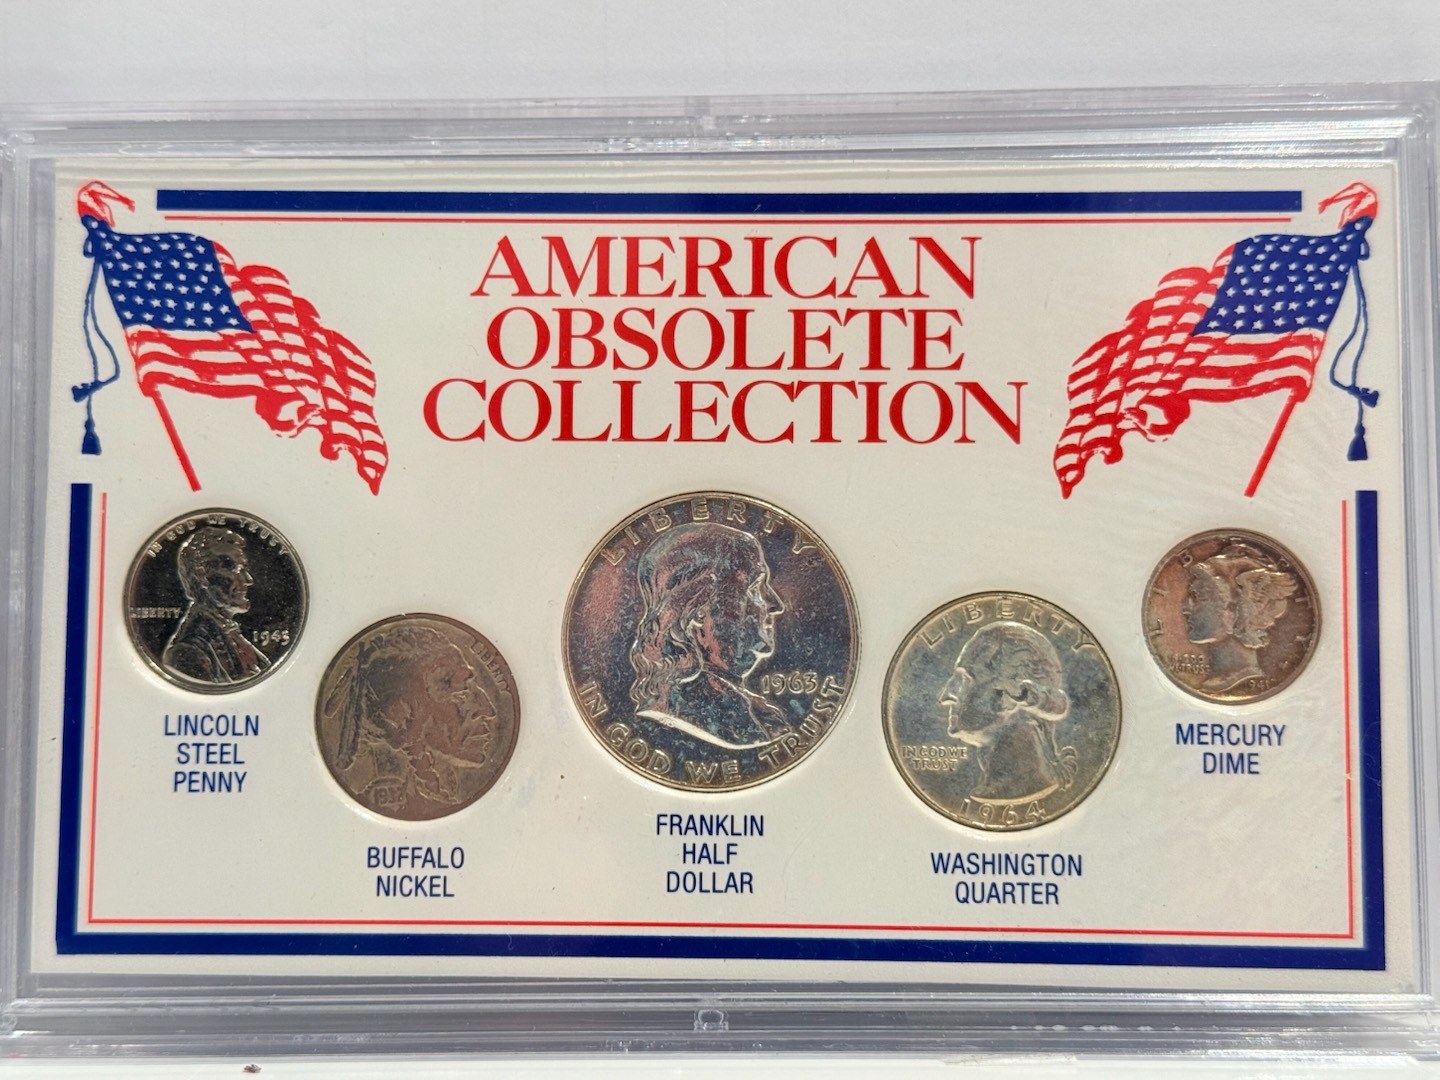 AMERICAN
OBSOLETE
COLLECTION
IN GOD WE TRUST
LIBERTY
1943
LINCOLN
STEEL
PENNY
LIBERTY
BUFFALO
NICKEL
LIBERTY
1963
IN GOD WE TRUST
FRANKLIN
HALF
DOLLAR
LIBERTY
IN GOD WE
TRUST
1964
WASHINGTON
QUARTER
MERCURY
DIME